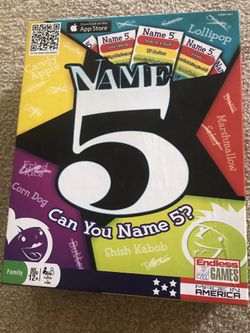 Download on the
App Store
Name 5
Name 5
Name 5
Lollipop
NAME
5
Candy Apple
Marshmallow
Fried
Corn Dog
Can You Name 5?
Shish Kabob
Family
12+
Endless
Games
MADE IN
AMERICA